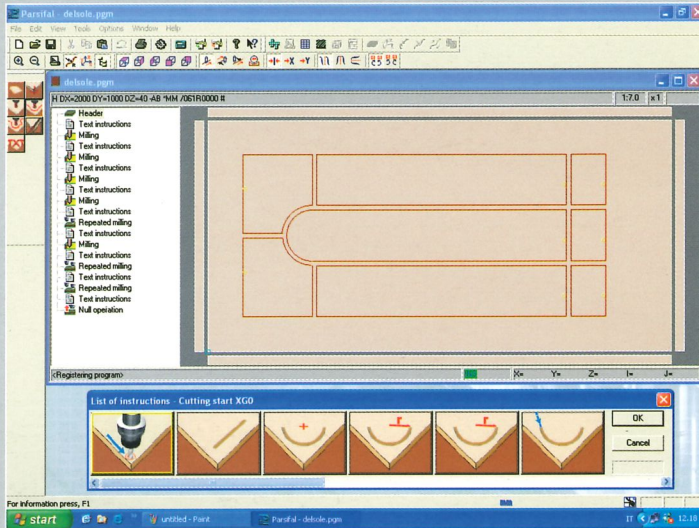 Parsifal - delsole.pgm
File Edit View Tools Options Window Help
delsole.pgm
H DX=2000 DY=1000 DZ=40 -AB *MM /061R0000 # 1:7.0 x1
Header
Text instructions
Milling
Text instructions
Milling
Text instructions
Milling
Text instructions
Milling
Text instructions
Repeated milling
Text instructions
Milling
Text instructions
Repeated milling
Text instructions
Repeated milling
Text instructions
Null operation
<Registering program> X= Y= Z= I= J=
List of instructions - Cutting start XG0
OK
Cancel
For information press, F1
start untitled - Paint Parsifal - delsole.pgm IT 12.18